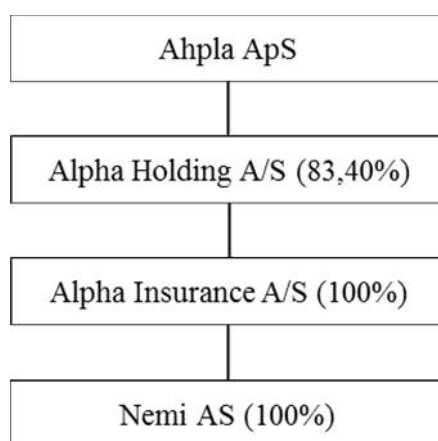 Ahpla ApS
Alpha Holding A/S (83,40%)
Alpha Insurance A/S (100%)
Nemi AS (100%)